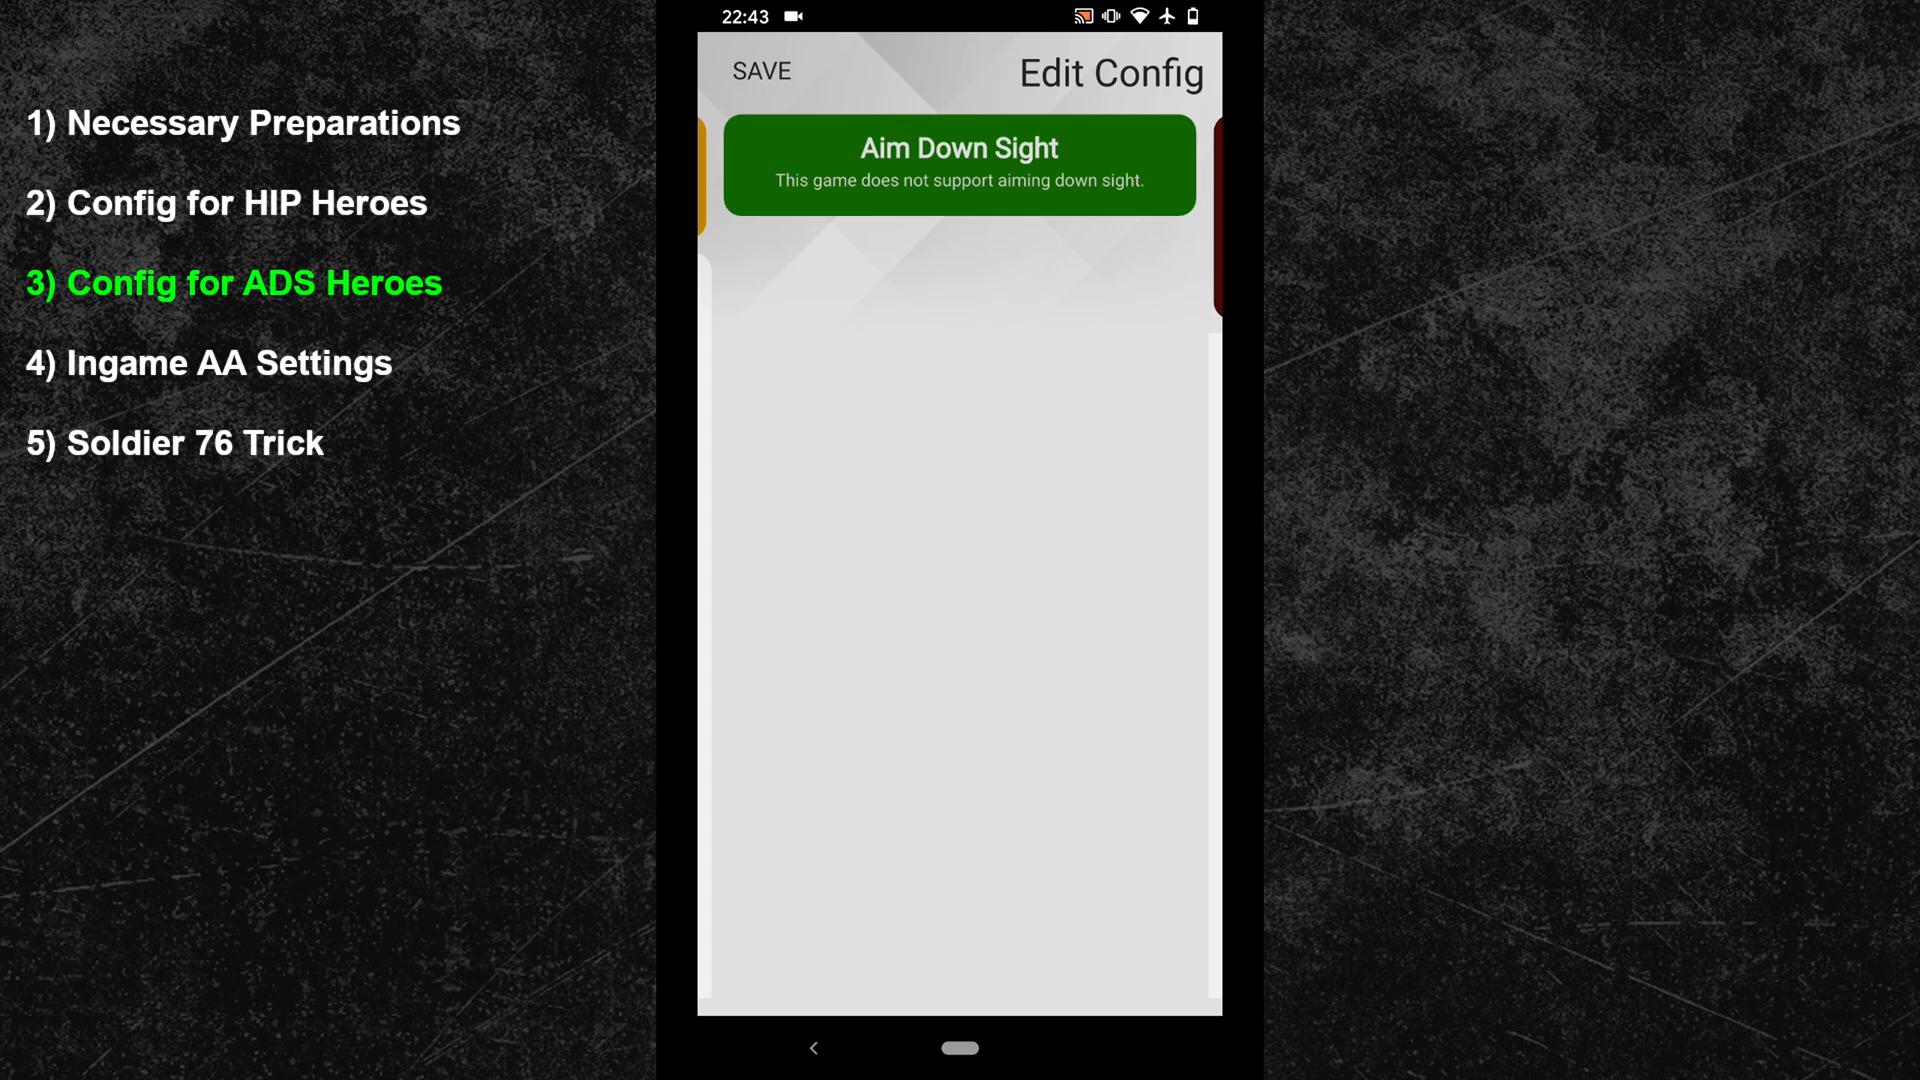 1) Necessary Preparations
2) Config for HIP Heroes
3) Config for ADS Heroes
4) Ingame AA Settings
5) Soldier 76 Trick
22:43
SAVE
Edit Config
Aim Down Sight
This game does not support aiming down sight.